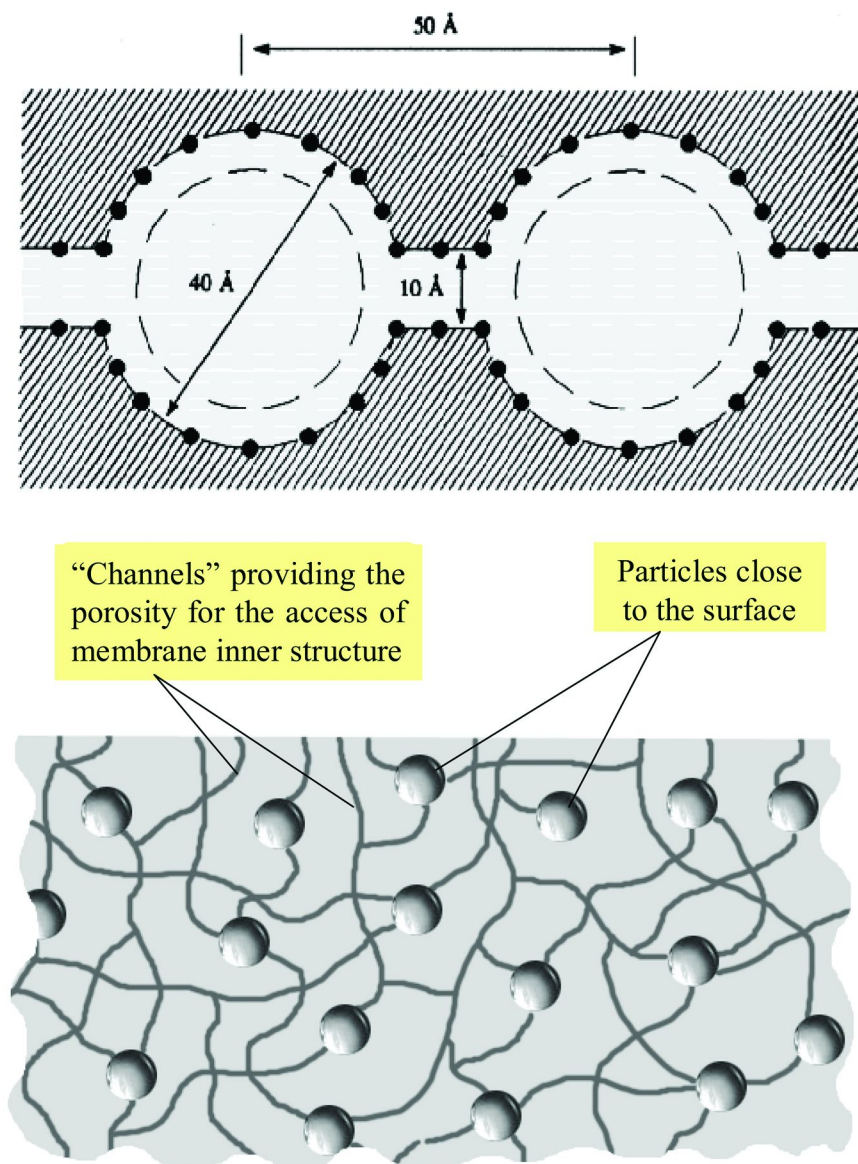 50 Å
40 Å
10 Å
“Channels” providing the
porosity for the access of
membrane inner structure
Particles close
to the surface